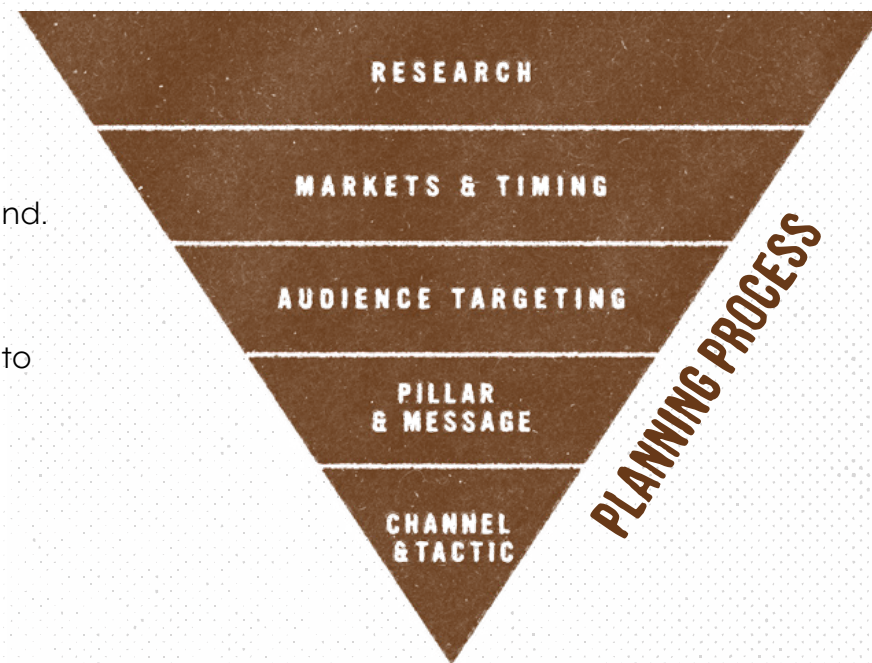 RESEARCH
MARKETS & TIMING
nd.
AUDIENCE TARGETING
to
PILLAR
& MESSAGE
CHANNEL
& TACTIC
PLANNING PROCESS